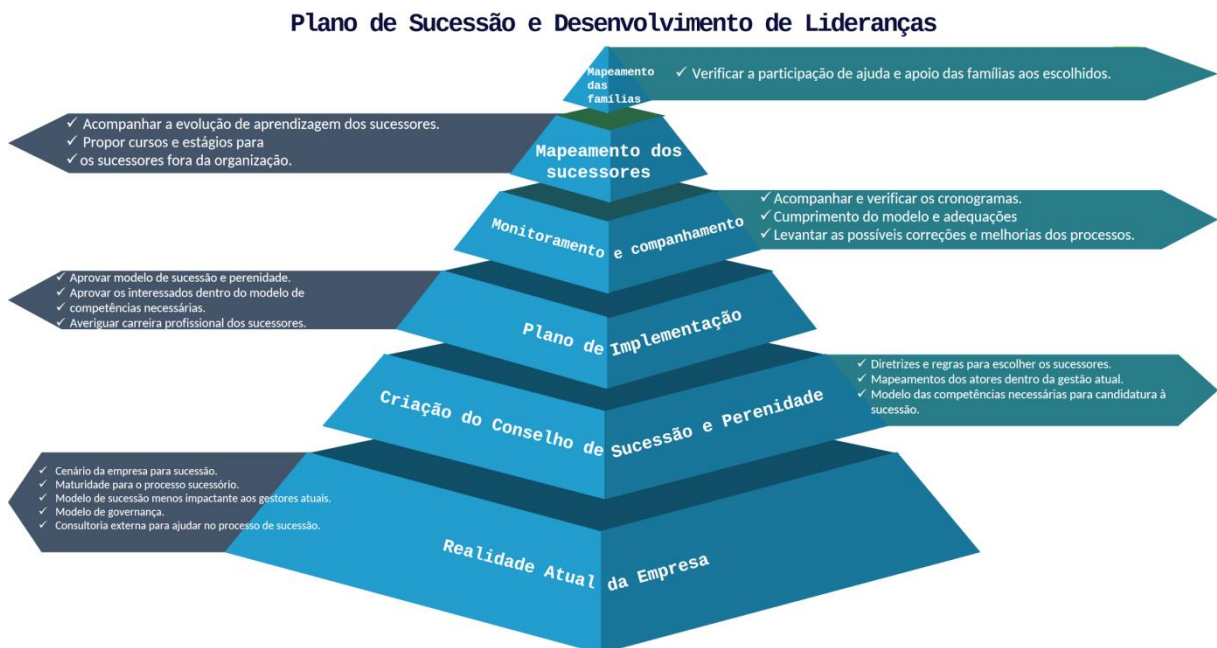 Plano de Sucessão e Desenvolvimento de Lideranças
Mapeamento
das
famílias
✓ Verificar a participação de ajuda e apoio das famílias aos escolhidos.
✓ Acompanhar a evolução de aprendizagem dos sucessores.
✓ Propor cursos e estágios para
✓ os sucessores fora da organização.
Mapeamento dos
sucessores
✓ Acompanhar e verificar os cronogramas.
✓ Cumprimento do modelo e adequações
✓ Levantar as possíveis correções e melhorias dos processos.
Monitoramento e companhamento
✓ Aprovar modelo de sucessão e perenidade.
✓ Aprovar os interessados dentro do modelo de
✓ competências necessárias.
✓ Averiguar carreira profissional dos sucessores.
Plano de Implementação
✓ Diretrizes e regras para escolher os sucessores.
✓ Mapeamentos dos atores dentro da gestão atual.
✓ Modelo das competências necessárias para candidatura à
sucessão.
Criação do Conselho de Sucessão e Perenidade
✓ Cenário da empresa para sucessão.
✓ Maturidade para o processo sucessório.
✓ Modelo de sucessão menos impactante aos gestores atuais.
✓ Modelo de governança.
✓ Consultoria externa para ajudar no processo de sucessão.
Realidade Atual da Empresa